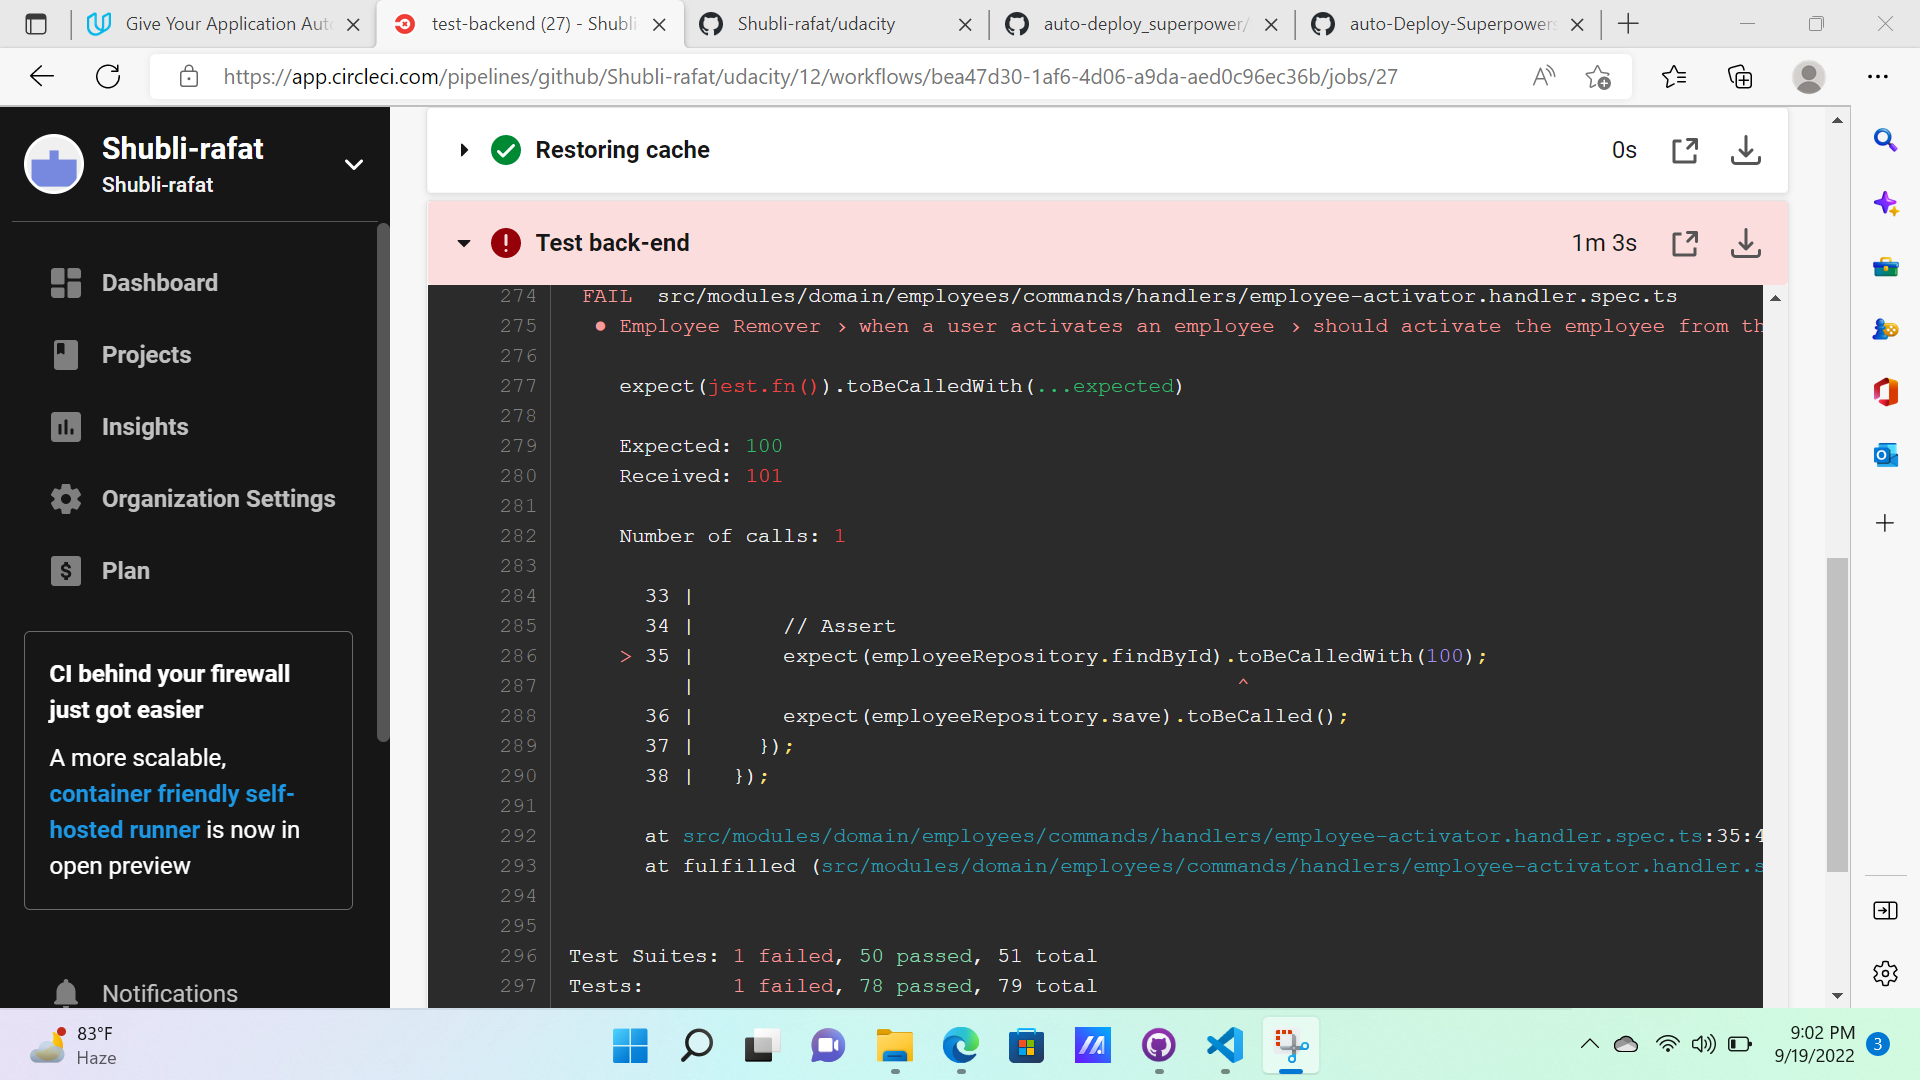 Give Your Application Aut
test-backend (27) - Shubli
Shubli-rafat/udacity
auto-deploy_superpower/
auto-Deploy-Superpower
https://app.circleci.com/pipelines/github/Shubli-rafat/udacity/12/workflows/bea47d30-1af6-4d06-a9da-aed0c96ec36b/jobs/27
Shubli-rafat
Shubli-rafat
Dashboard
Projects
Insights
Organization Settings
Plan
CI behind your firewall
just got easier
A more scalable,
container friendly self-
hosted runner is now in
open preview
Notifications
Restoring cache 0s
Test back-end 1m 3s
274 FAIL src/modules/domain/employees/commands/handlers/employee-activator.handler.spec.ts
275 ● Employee Remover › when a user activates an employee › should activate the employee from th
276
277 expect(jest.fn()).toBeCalledWith(...expected)
278
279 Expected: 100
280 Received: 101
281
282 Number of calls: 1
283
284 33 |
285 34 | // Assert
286 > 35 | expect(employeeRepository.findById).toBeCalledWith(100);
287 | ^
288 36 | expect(employeeRepository.save).toBeCalled();
289 37 | });
290 38 | });
291
292 at src/modules/domain/employees/commands/handlers/employee-activator.handler.spec.ts:35:4
293 at fulfilled (src/modules/domain/employees/commands/handlers/employee-activator.handler.s
294
295
296 Test Suites: 1 failed, 50 passed, 51 total
297 Tests: 1 failed, 78 passed, 79 total
83°F
Haze
9:02 PM
9/19/2022
3